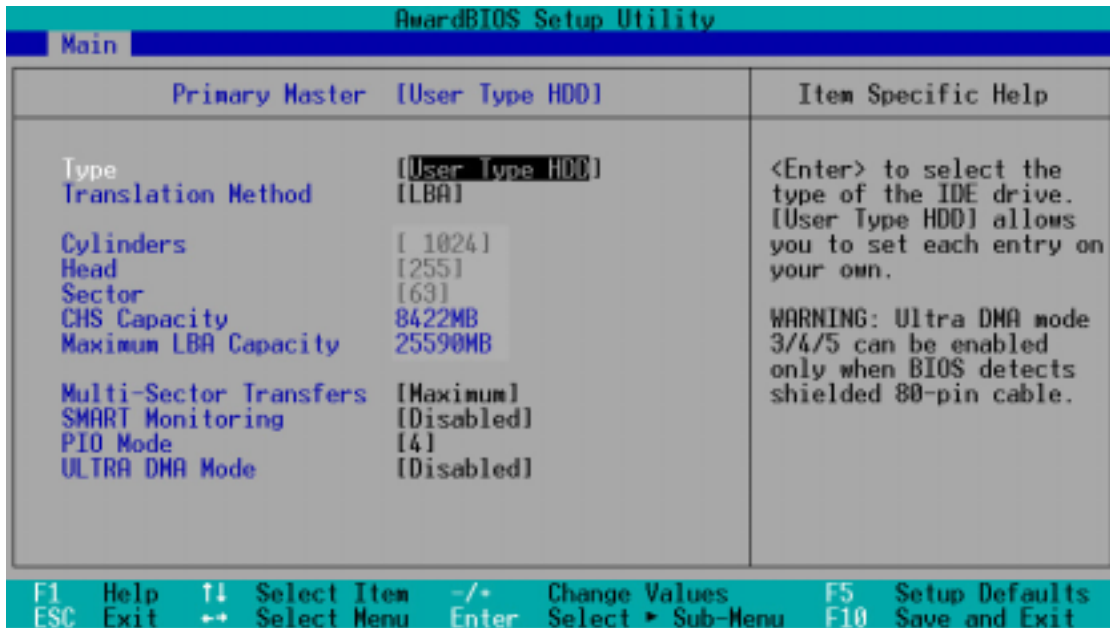 AwardBIOS Setup Utility
Main
Primary Master [User Type HDD]
Item Specific Help
Type [User Type HDD]
Translation Method [LBA]
Cylinders [ 1024]
Head [255]
Sector [63]
CHS Capacity 8422MB
Maximum LBA Capacity 25590MB
Multi-Sector Transfers [Maximum]
SMART Monitoring [Disabled]
PIO Mode [4]
ULTRA DMA Mode [Disabled]
<Enter> to select the
type of the IDE drive.
[User Type HDD] allows
you to set each entry on
your own.
WARNING: Ultra DMA mode
3/4/5 can be enabled
only when BIOS detects
shielded 80-pin cable.
F1 Help ↑↓ Select Item -/+ Change Values F5 Setup Defaults
ESC Exit ←→ Select Menu Enter Select ► Sub-Menu F10 Save and Exit